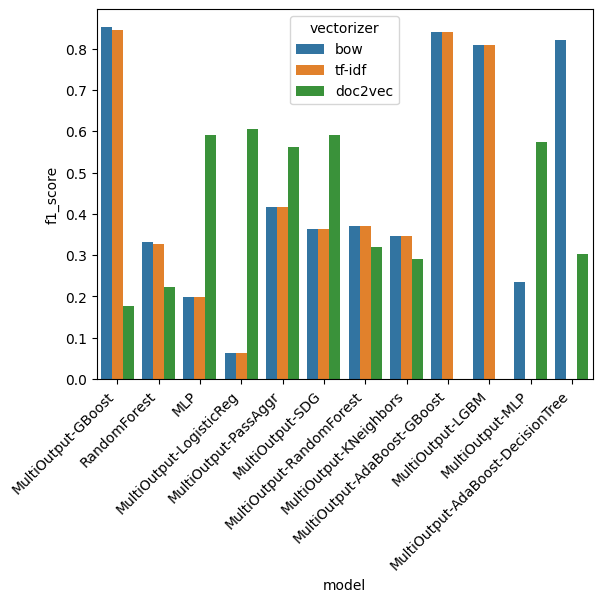 vectorizer
bow
tf-idf
doc2vec
f1_score
0.8
0.7
0.6
0.5
0.4
0.3
0.2
0.1
0.0
MultiOutput-GBoost
RandomForest
MLP
MultiOutput-LogisticReg
MultiOutput-PassAggr
MultiOutput-SDG
MultiOutput-RandomForest
MultiOutput-KNeighbors
MultiOutput-AdaBoost-GBoost
MultiOutput-LGBM
MultiOutput-MLP
MultiOutput-AdaBoost-DecisionTree
model